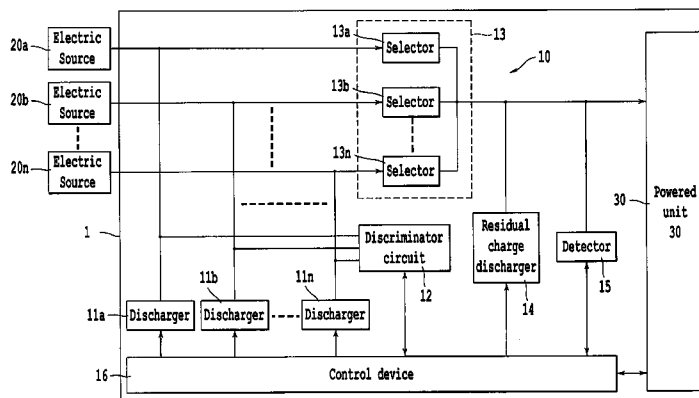 20a
Electric
Source
20b
Electric
Source
20n
Electric
Source
13a
Selector
13b
Selector
13n
Selector
13
10
1
Discriminator
circuit
12
Residual
charge
discharger
14
Detector
15
30
Powered
unit
30
11a
Discharger
11b
Discharger
11n
Discharger
16
Control device